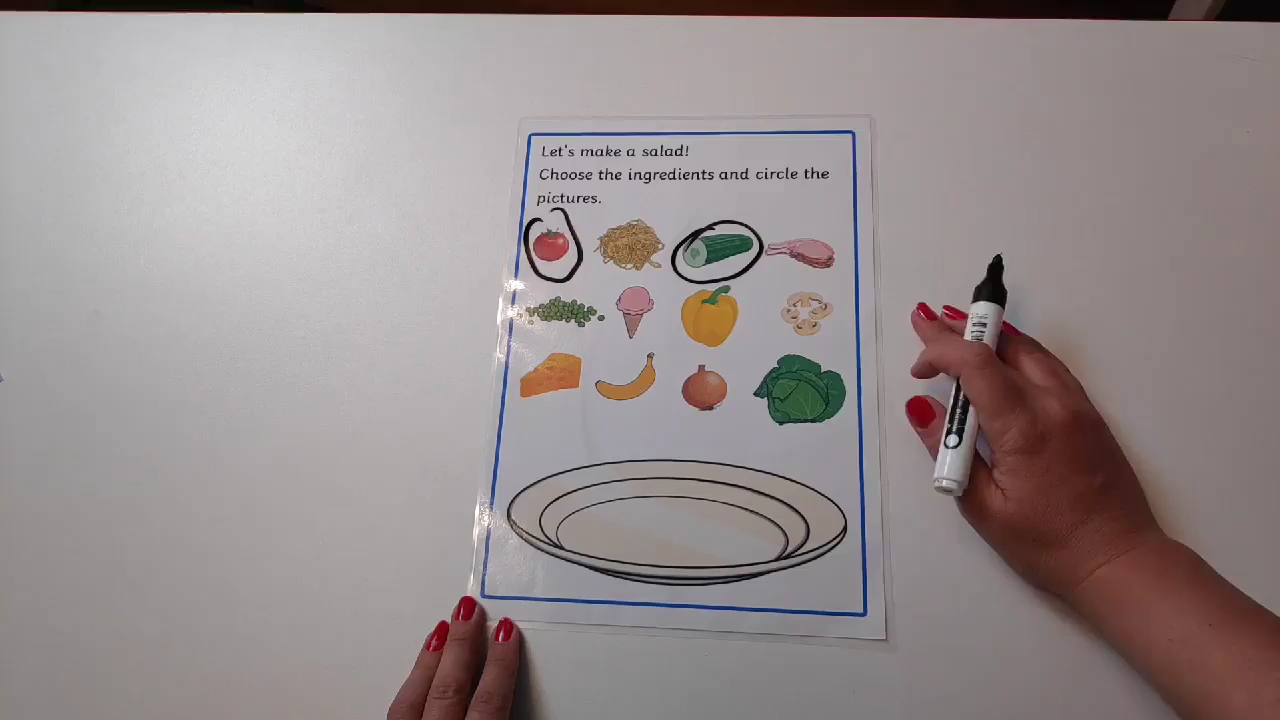 Let's make a salad!
Choose the ingredients and circle the
pictures.